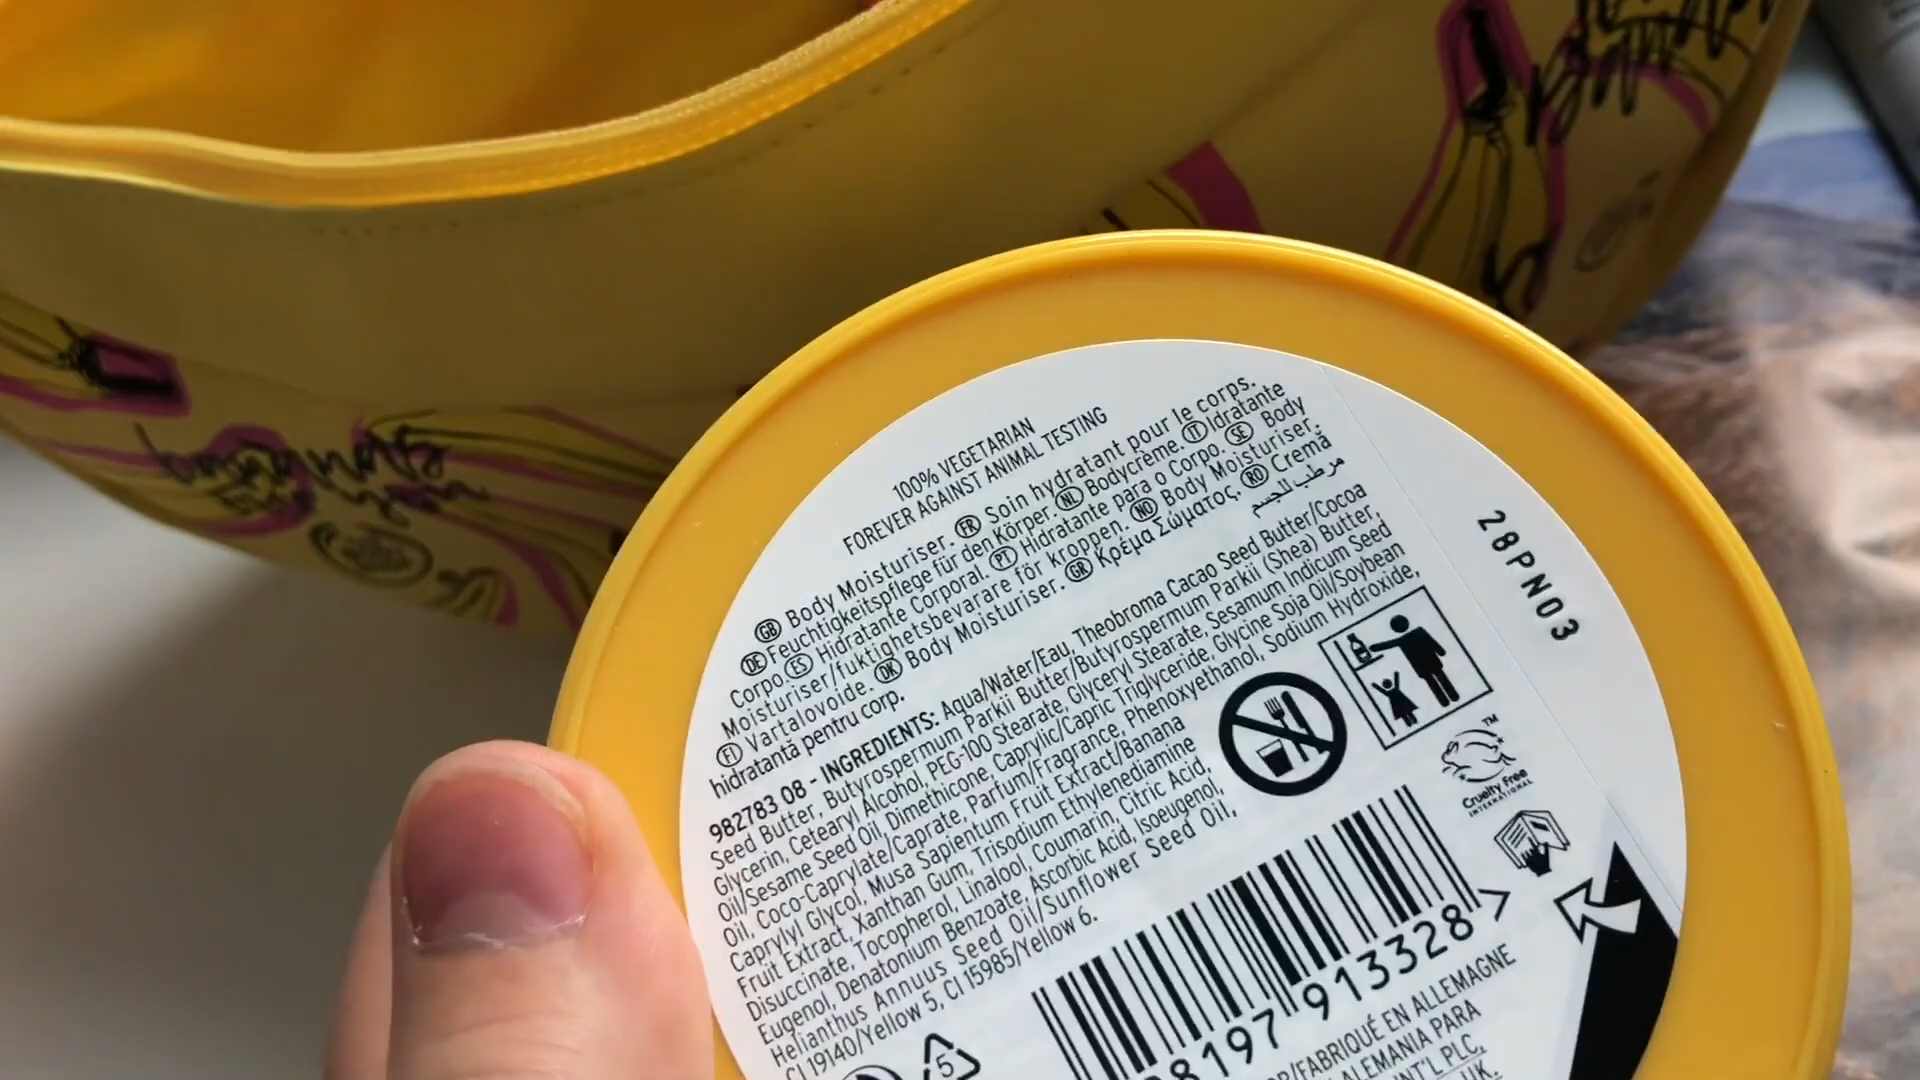 100% VEGETARIAN
FOREVER AGAINST ANIMAL TESTING
GB Body Moisturiser. FR Soin hydratant pour le corps.
DE Feuchtigkeitspflege für den Körper. NL Bodycrème. IT Idratante
Corpo. ES Hidratante Corporal. PT Hidratante para o Corpo. SE Body
Moisturiser/fuktighetsbevarare för kroppen. NO Body Moisturiser.
FI Vartalovoide. DK Body Moisturiser. GR Κρέμα Σώματος. RO Cremă
hidratantă pentru corp.
مرطب للجسم
982783 08 - INGREDIENTS: Aqua/Water/Eau, Theobroma Cacao Seed Butter/Cocoa
Seed Butter, Butyrospermum Parkii Butter/Butyrospermum Parkii (Shea) Butter,
Glycerin, Cetearyl Alcohol, PEG-100 Stearate, Glyceryl Stearate, Sesamum Indicum Seed
Oil/Sesame Seed Oil, Dimethicone, Caprylic/Capric Triglyceride, Glycine Soja Oil/Soybean
Oil, Coco-Caprylate/Caprate, Parfum/Fragrance, Phenoxyethanol, Sodium Hydroxide,
Caprylyl Glycol, Musa Sapientum Fruit Extract/Banana
Fruit Extract, Xanthan Gum, Trisodium Ethylenediamine
Disuccinate, Tocopherol, Linalool, Coumarin, Citric Acid,
Eugenol, Denatonium Benzoate, Ascorbic Acid, Isoeugenol,
Helianthus Annuus Seed Oil/Sunflower Seed Oil,
CI 19140/Yellow 5, CI 15985/Yellow 6.
28PN03
Cruelty Free
INTERNATIONAL
TM
8197 913328 >
5
/FABRIQUÉ EN ALLEMAGNE
ALEMANIA PARA
INT'L PLC,
UK.
bananas